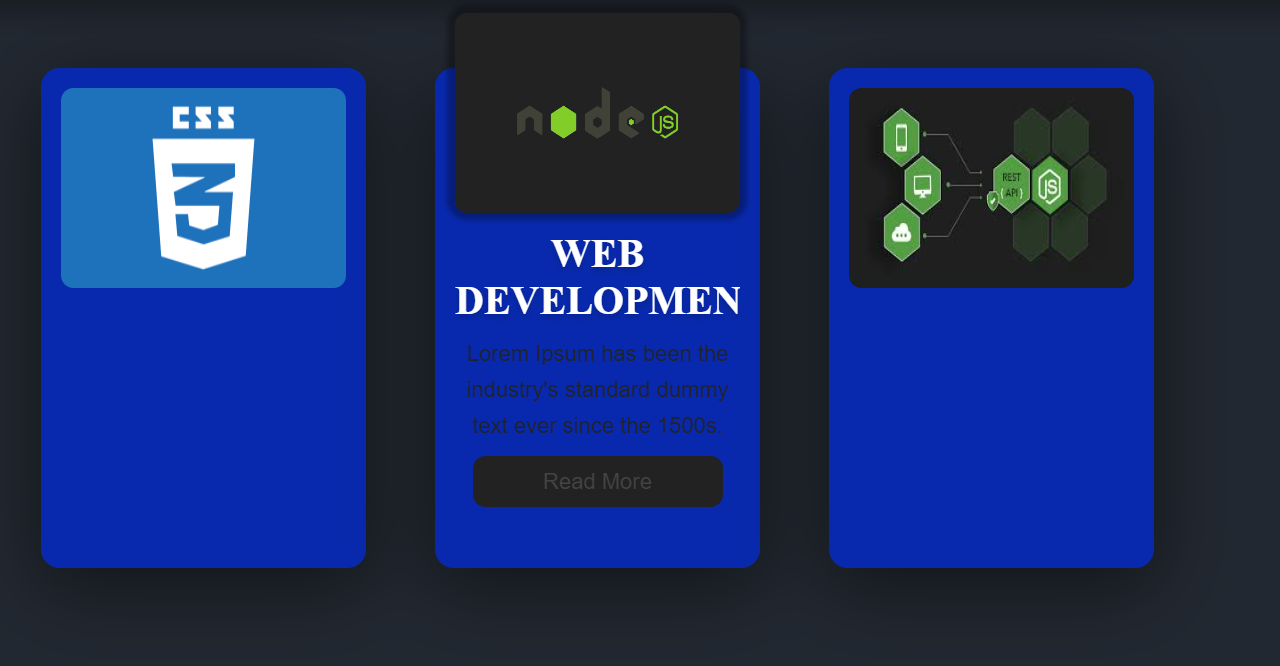 CSS
node
JS
WEB
DEVELOPMEN
Lorem Ipsum has been the
industry's standard dummy
text ever since the 1500s.
Read More
REST
{ API }
JS